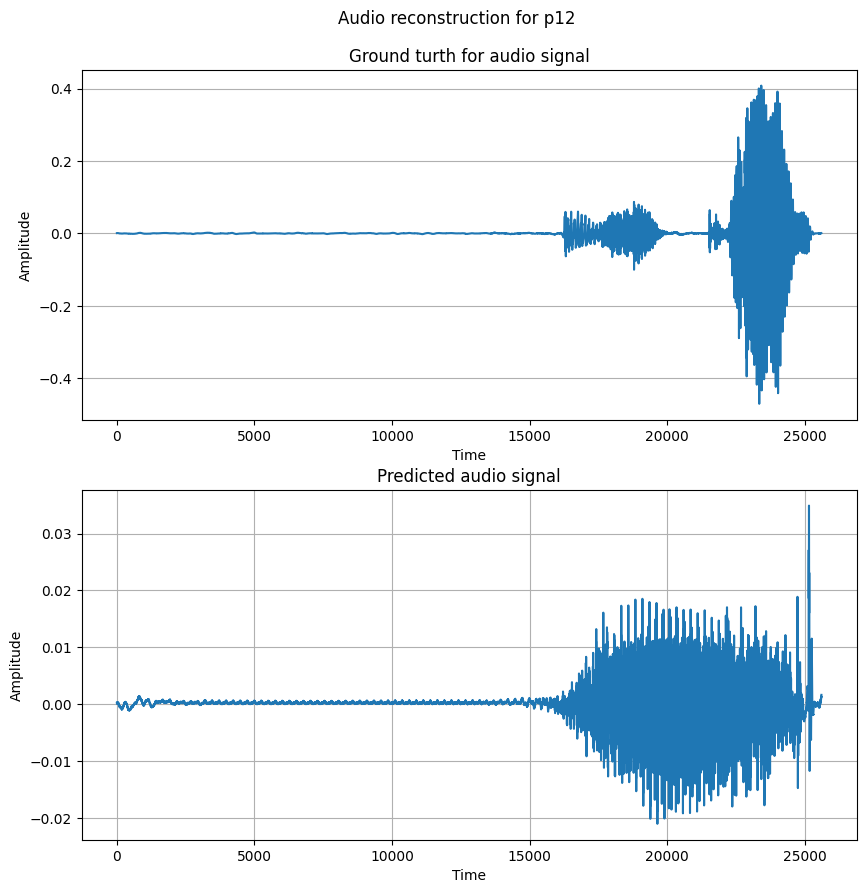 Audio reconstruction for p12
Ground turth for audio signal
0.4
0.2
0.0
−0.2
−0.4
Amplitude
0 5000 10000 15000 20000 25000
Time
Predicted audio signal
0.03
0.02
0.01
0.00
−0.01
−0.02
Amplitude
0 5000 10000 15000 20000 25000
Time